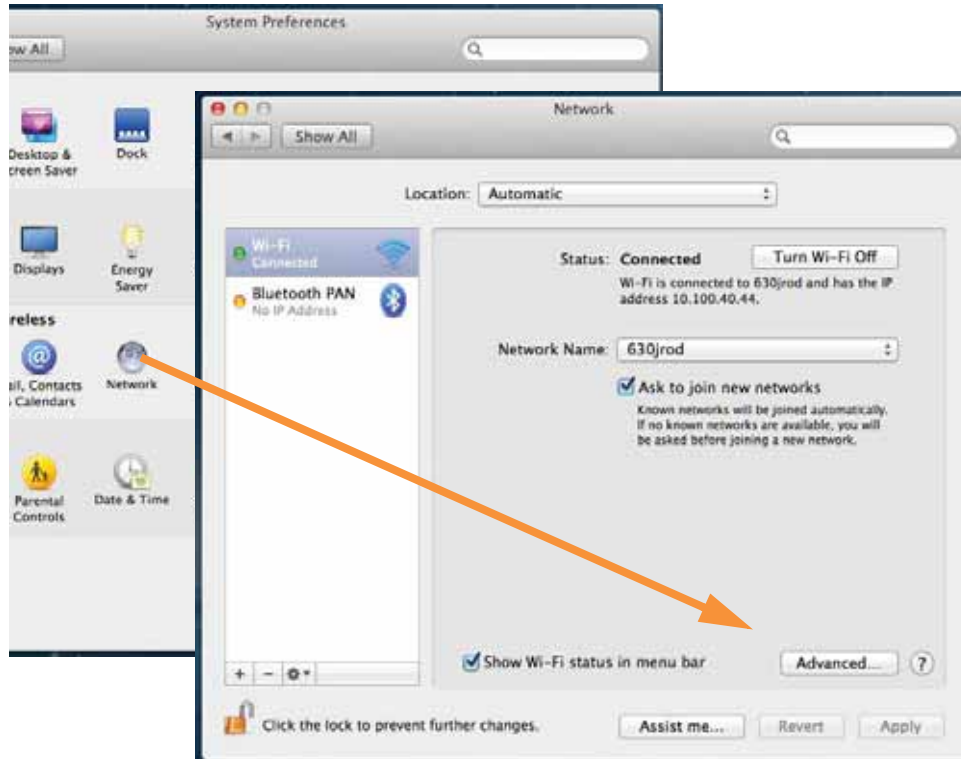 System Preferences
ow All
Desktop &
creen Saver
Dock
Displays
Energy
Saver
reless
ail, Contacts
Calendars
Network
Parental
Controls
Date & Time
Network
Show All
Location: Automatic
Wi-Fi
Connected
Bluetooth PAN
No IP Address
Status: Connected
Turn Wi-Fi Off
Wi-Fi is connected to 630jrod and has the IP
address 10.100.40.44.
Network Name: 630jrod
Ask to join new networks
Known networks will be joined automatically.
If no known networks are available, you will
be asked before joining a new network.
Show Wi-Fi status in menu bar
Advanced...
?
+ -
Click the lock to prevent further changes.
Assist me...
Revert
Apply